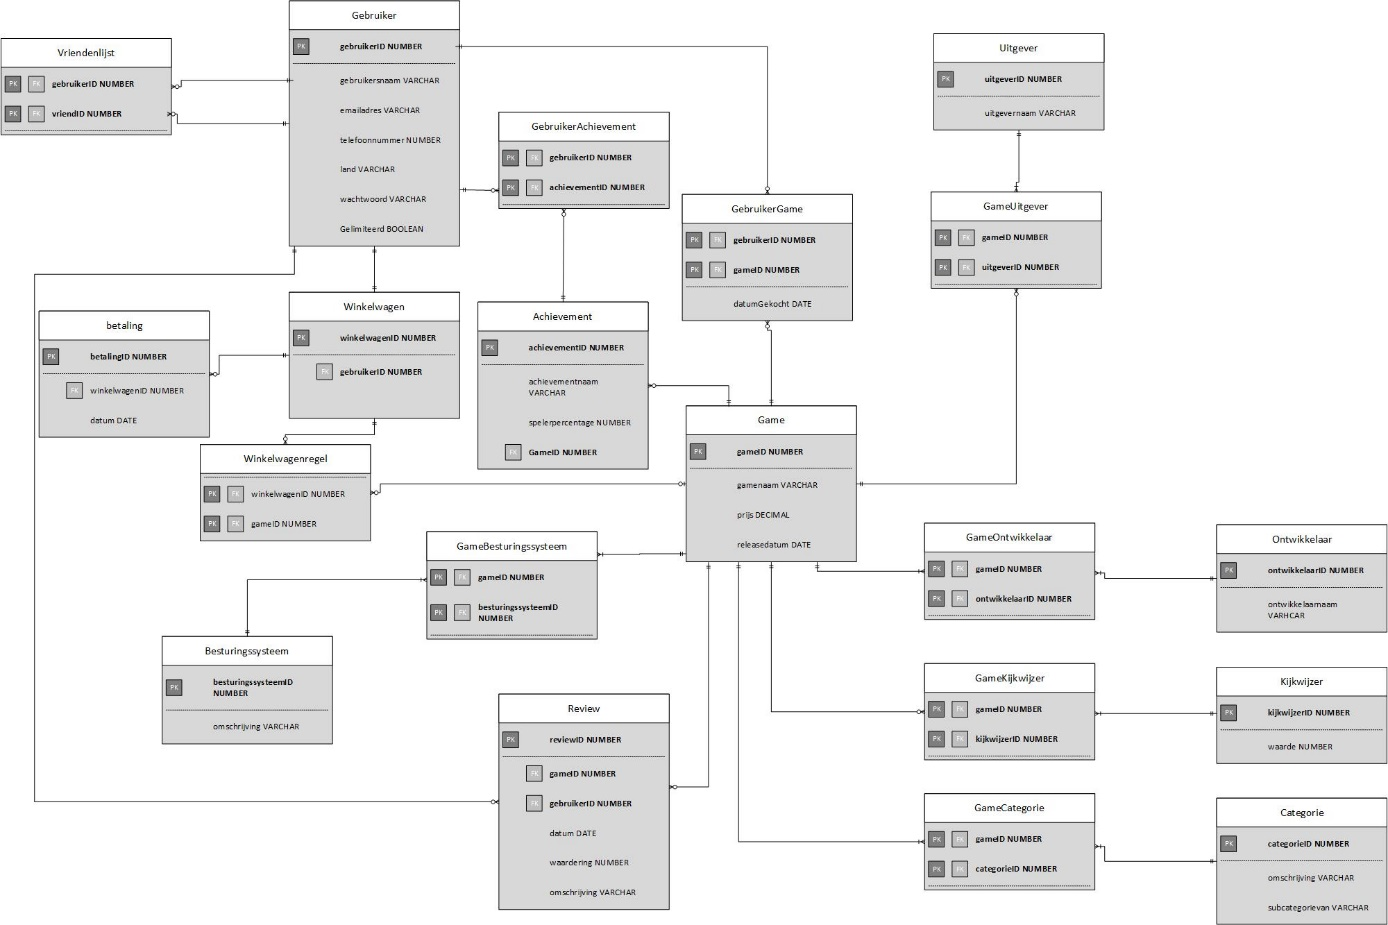 Gebruiker
PK gebruikerID NUMBER
gebruikersnaam VARCHAR
emailadres VARCHAR
telefoonnummer NUMBER
land VARCHAR
wachtwoord VARCHAR
Gelimiteerd BOOLEAN
Vriendenlijst
PK FK gebruikerID NUMBER
PK FK vriendID NUMBER
GebruikerAchievement
PK FK gebruikerID NUMBER
PK FK achievementID NUMBER
GebruikerGame
PK FK gebruikerID NUMBER
PK FK gameID NUMBER
datumGekocht DATE
Uitgever
PK uitgeverID NUMBER
uitgevernaam VARCHAR
GameUitgever
PK FK gameID NUMBER
PK FK uitgeverID NUMBER
betaling
PK betalingID NUMBER
FK winkelwagenID NUMBER
datum DATE
Winkelwagen
PK winkelwagenID NUMBER
FK gebruikerID NUMBER
Achievement
PK achievementID NUMBER
achievementnaam
VARCHAR
spelerpercentage NUMBER
FK GameID NUMBER
Game
PK gameID NUMBER
gamenaam VARCHAR
prijs DECIMAL
releasedatum DATE
Winkelwagenregel
PK FK winkelwagenID NUMBER
PK FK gameID NUMBER
GameBesturingssysteem
PK FK gameID NUMBER
PK FK besturingssysteemID
NUMBER
Besturingssysteem
PK besturingssysteemID
NUMBER
omschrijving VARCHAR
Review
PK reviewID NUMBER
FK gameID NUMBER
FK gebruikerID NUMBER
datum DATE
waardering NUMBER
omschrijving VARCHAR
GameOntwikkelaar
PK FK gameID NUMBER
PK FK ontwikkelaarID NUMBER
Ontwikkelaar
PK ontwikkelaarID NUMBER
ontwikkelaarnaam
VARHCAR
GameKijkwijzer
PK FK gameID NUMBER
PK FK kijkwijzerID NUMBER
Kijkwijzer
PK kijkwijzerID NUMBER
waarde NUMBER
GameCategorie
PK FK gameID NUMBER
PK FK categorieID NUMBER
Categorie
PK categorieID NUMBER
omschrijving VARCHAR
subcategorievan VARCHAR